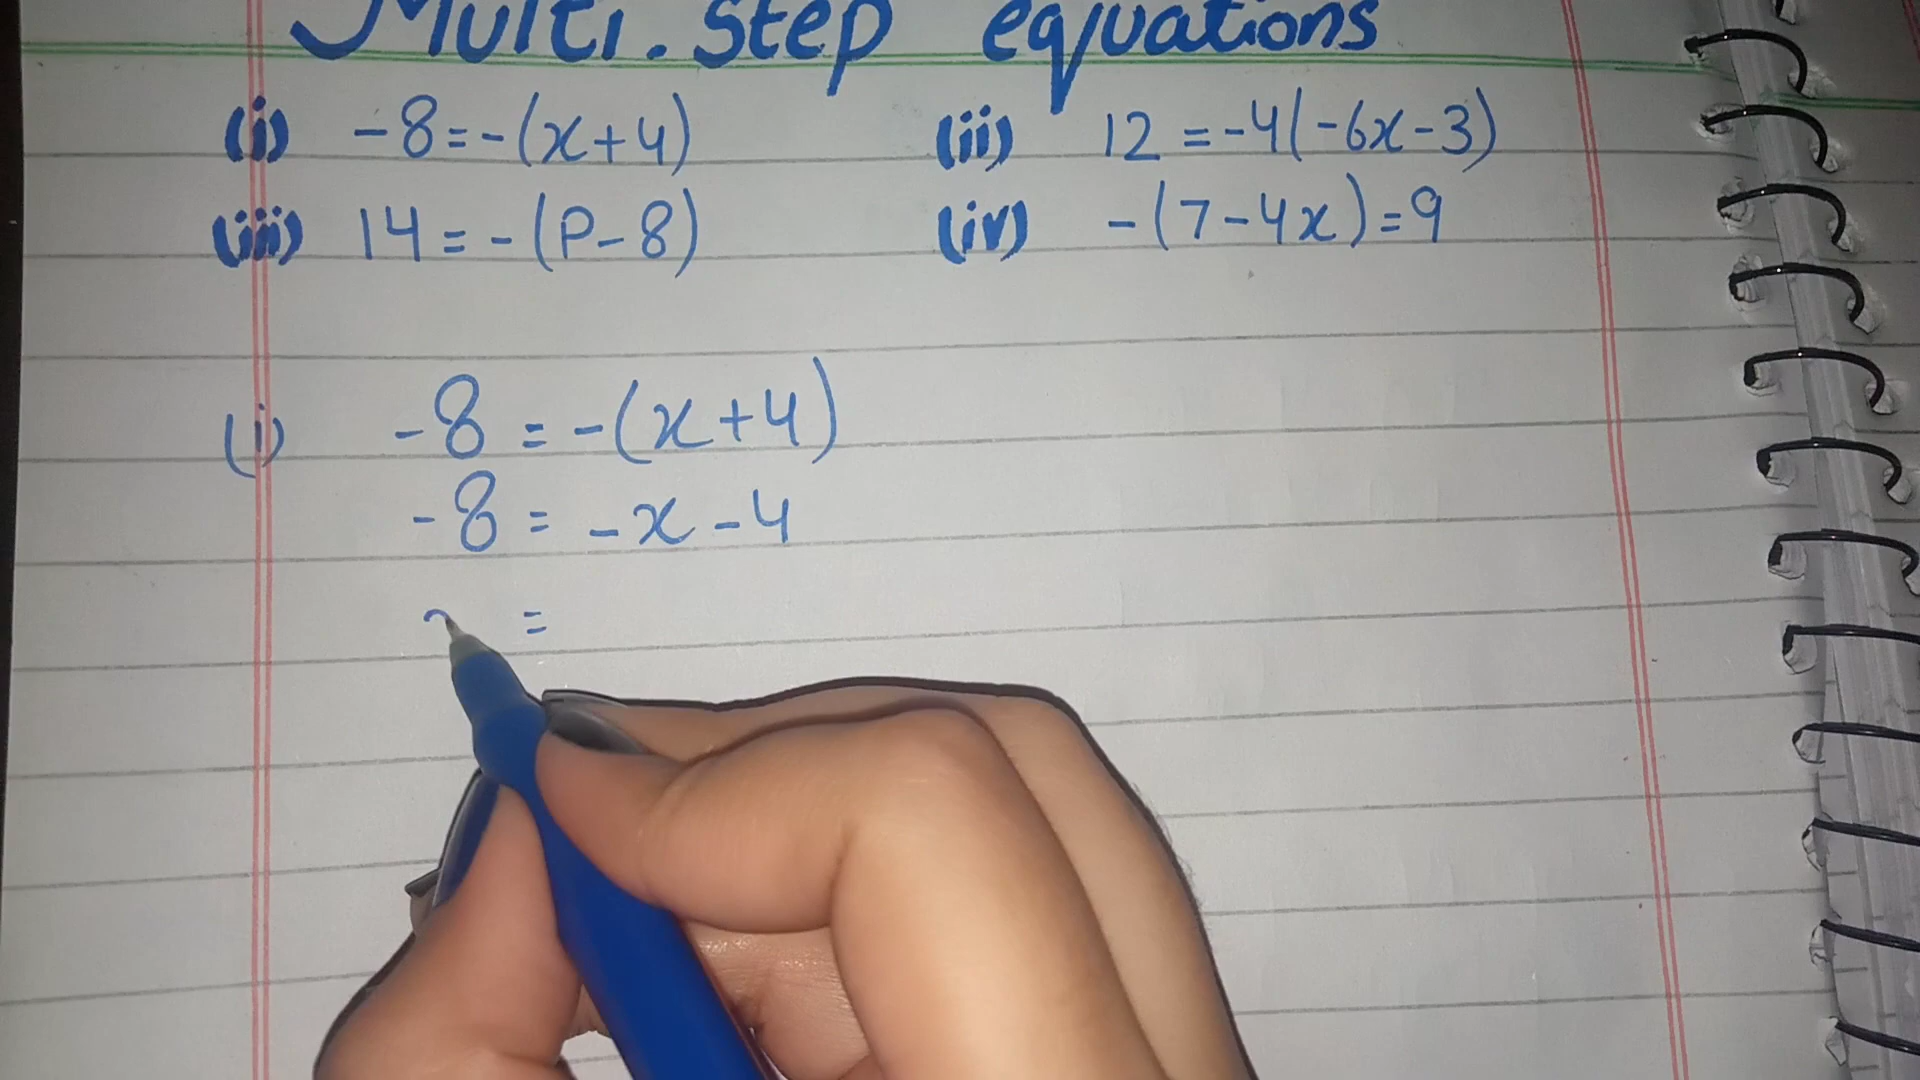 Multi. Step equations
(i) -8=-(x+4) (ii) 12 = -4(-6x-3)
(iii) 14 = -(P-8) (iv) -(7-4x)=9
(i) -8 = -(x+4)
-8 = -x-4
=